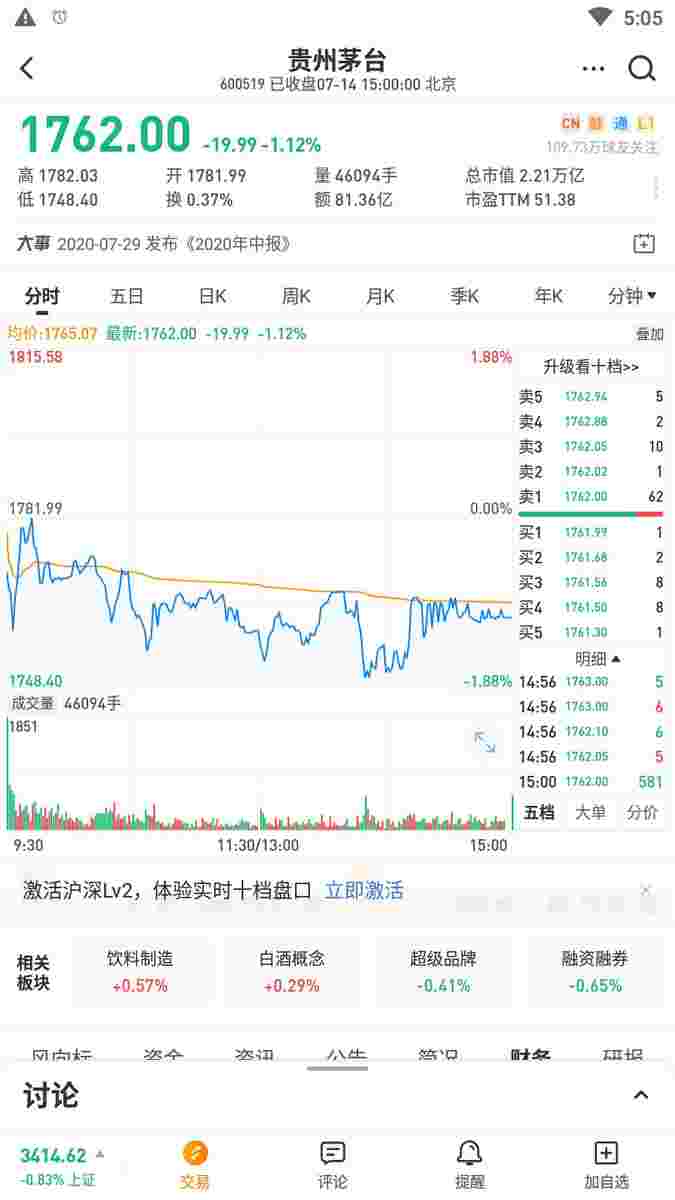 5:05
贵州茅台
600519 已收盘07-14 15:00:00 北京
1762.00 -19.99 -1.12%
CN 融 通 L1
109.73万球友关注
高 1782.03 开 1781.99 量 46094手 总市值 2.21万亿
低 1748.40 换 0.37% 额 81.36亿 市盈TTM 51.38
大事 2020-07-29 发布《2020年中报》
分时 五日 日K 周K 月K 季K 年K 分钟
均价:1765.07 最新:1762.00 -19.99 -1.12% 叠加
1815.58 1.88%
1781.99 0.00%
1748.40 -1.88%
成交量 46094手
1851
9:30 11:30/13:00 15:00
升级看十档>>
卖5 1762.94 5
卖4 1762.88 2
卖3 1762.05 10
卖2 1762.02 1
卖1 1762.00 62
买1 1761.99 1
买2 1761.68 2
买3 1761.56 8
买4 1761.50 8
买5 1761.30 1
明细
14:56 1763.00 5
14:56 1763.00 6
14:56 1762.10 6
14:56 1762.05 5
15:00 1762.00 581
五档 大单 分价
激活沪深Lv2，体验实时十档盘口 立即激活
相关
板块
饮料制造 白酒概念 超级品牌 融资融券
+0.57% +0.29% -0.41% -0.65%
风向标 资金 资讯 公告 简况 财务 研报
讨论
3414.62
-0.83% 上证
交易 评论 提醒 加自选